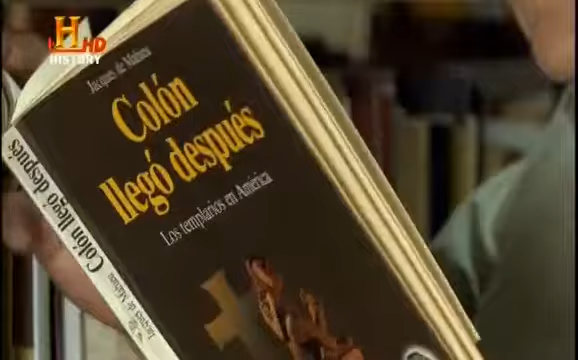 H HD
HISTORY
Jacques de Mahieu
Colón
llegó después
Los templarios en América
Colón llegó después
Jacques de Mahieu